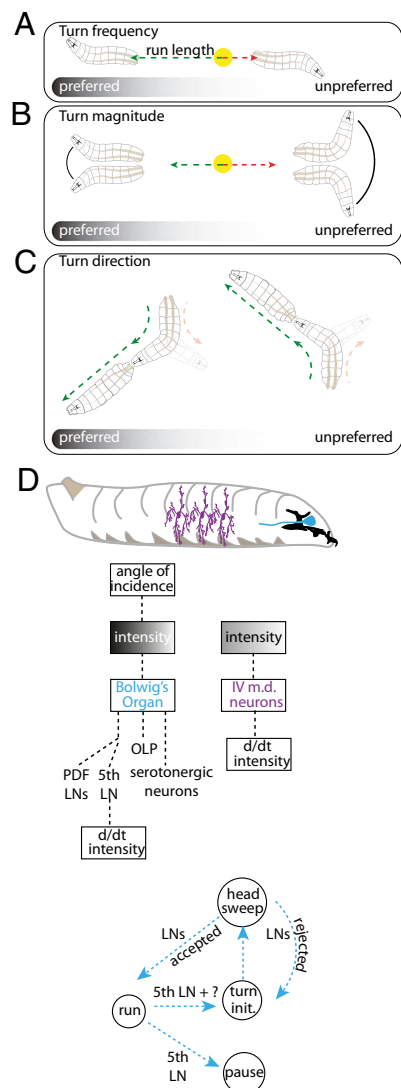 A
Turn frequency
run length
preferred
unpreferred
B
Turn magnitude
preferred
unpreferred
C
Turn direction
preferred
unpreferred
D
angle of
incidence
intensity
intensity
Bolwig's
Organ
IV m.d.
neurons
OLP
d/dt
intensity
PDF
LNs
5th
LN
serotonergic
neurons
d/dt
intensity
head
sweep
LNs
accepted
LNs
rejected
run
5th LN + ?
turn
init.
5th
LN
pause